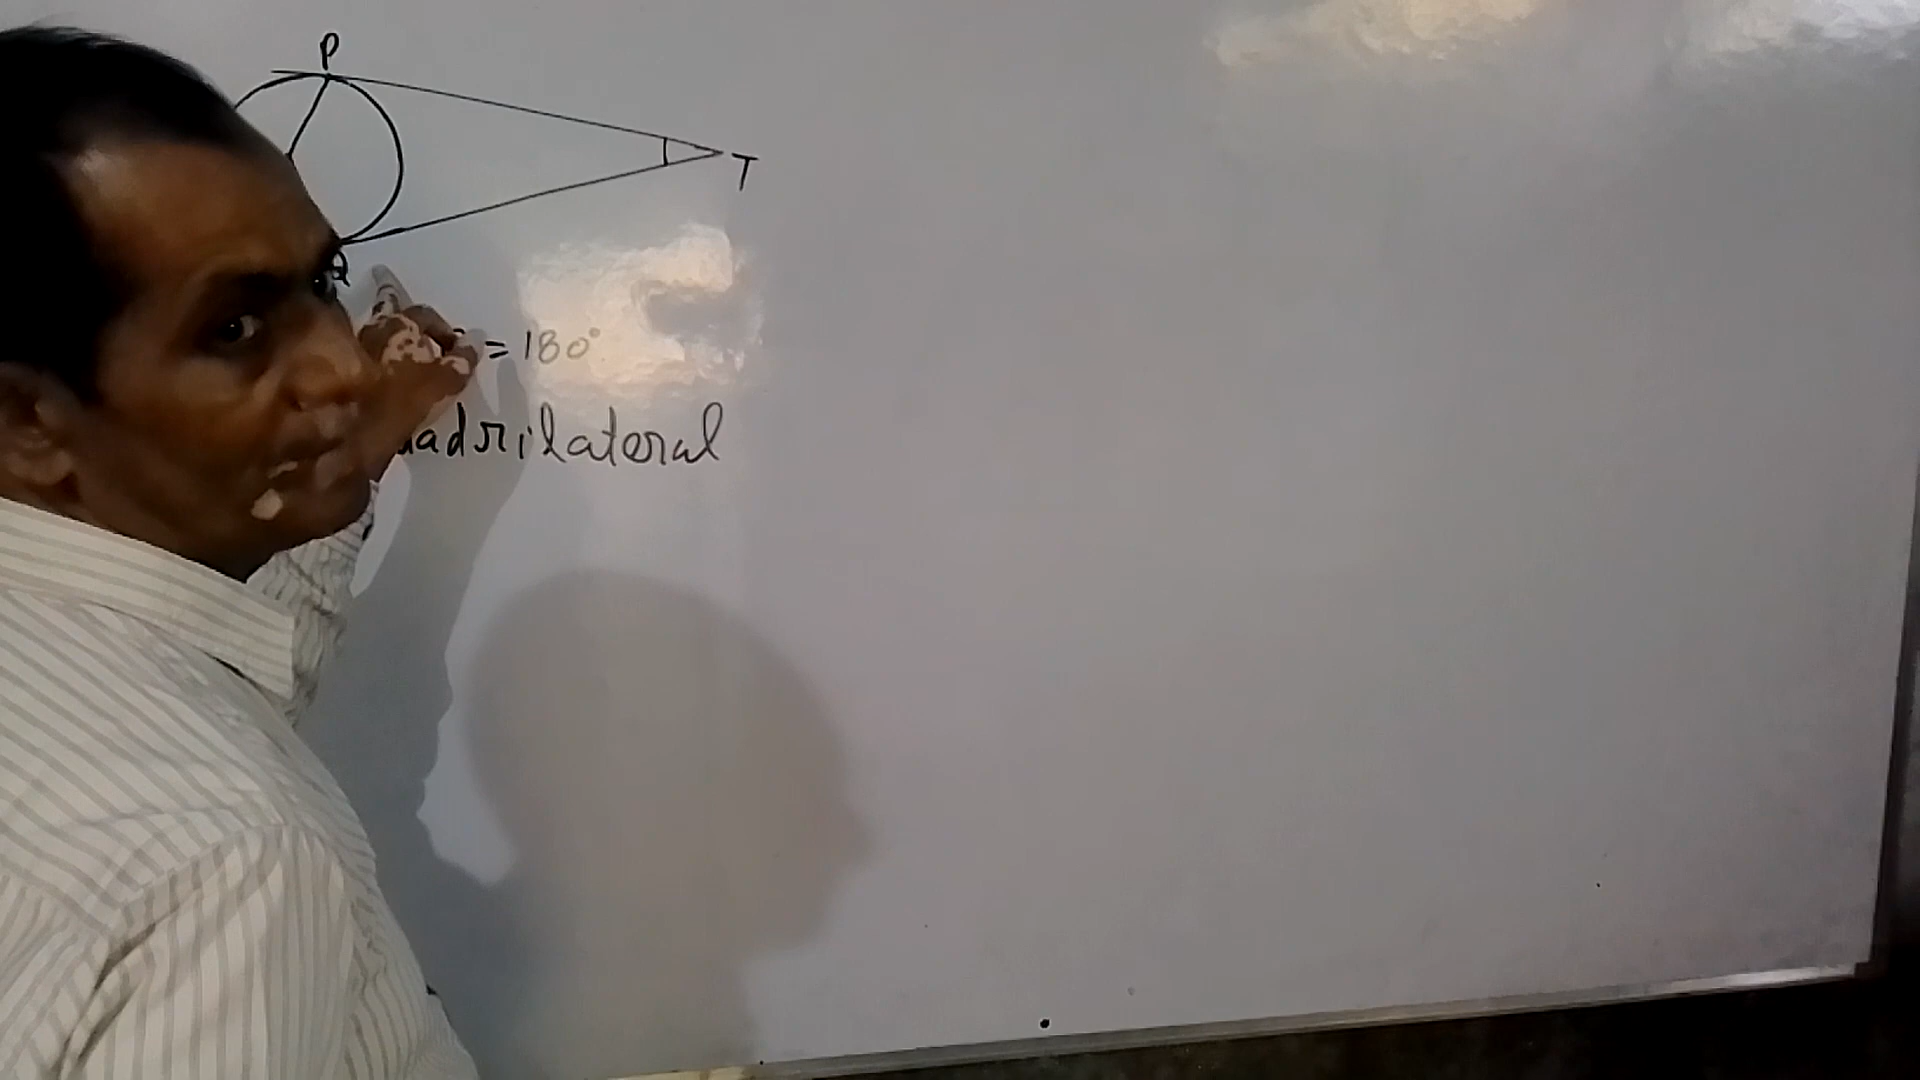 P
T
Q
= 180°
uadrilateral